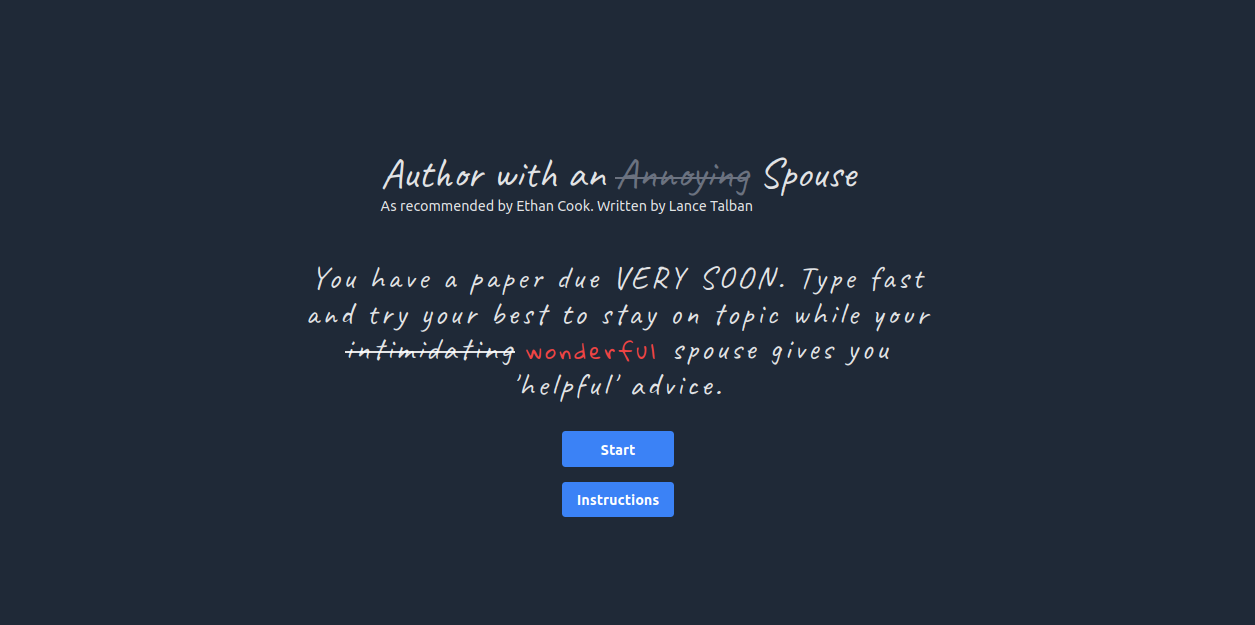 Author with an Annoying Spouse
As recommended by Ethan Cook. Written by Lance Talban
You have a paper due VERY SOON. Type fast
and try your best to stay on topic while your
intimidating wonderful spouse gives you
'helpful' advice.
Start
Instructions